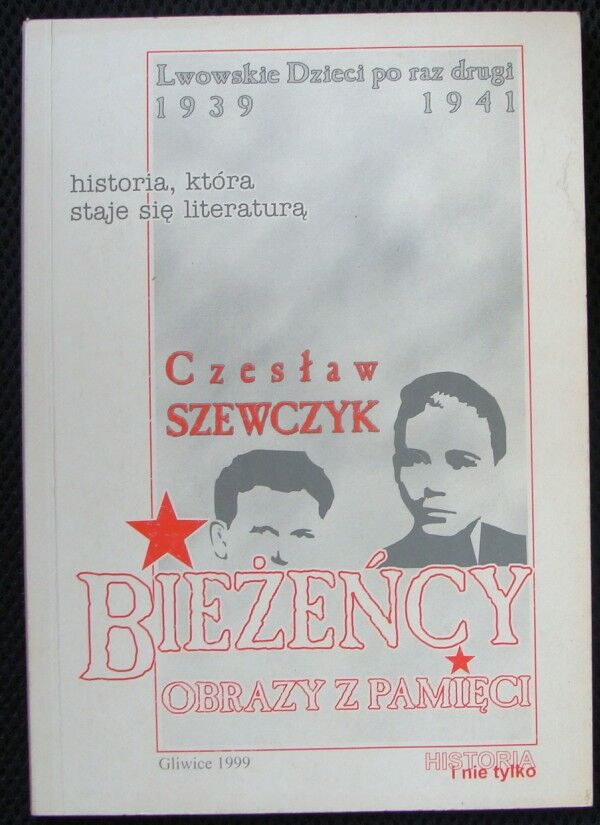 Lwowskie Dzieci po raz drugi
1939 1941
historia, która
staje się literaturą
Czesław
SZEWCZYK
BIEŻEŃCY
OBRAZY Z PAMIĘCI
Gliwice 1999
HISTORIA
i nie tylko